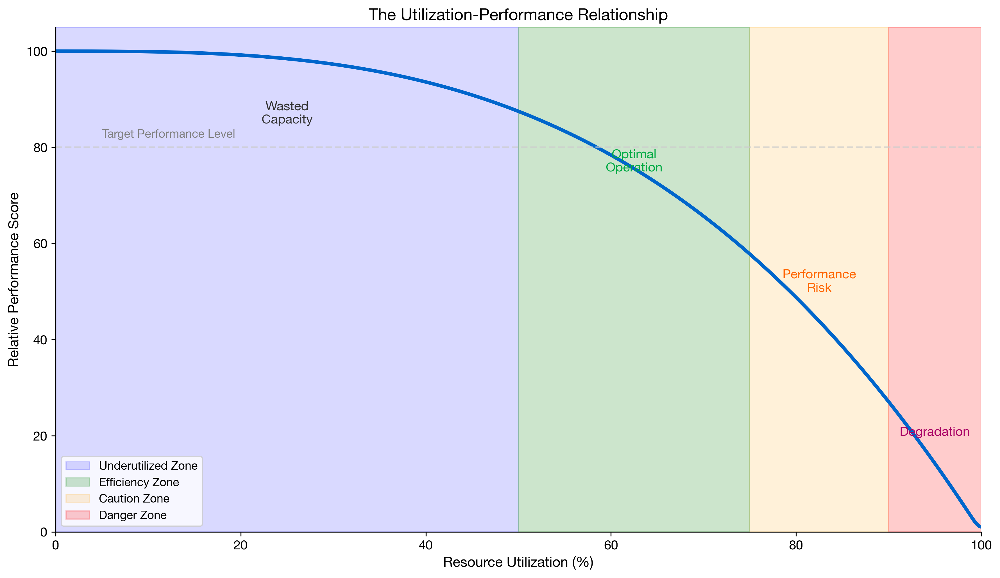 The Utilization-Performance Relationship
Relative Performance Score
100
80
60
40
20
0
Wasted
Capacity
Target Performance Level
Optimal
Operation
Performance
Risk
Degradation
Underutilized Zone
Efficiency Zone
Caution Zone
Danger Zone
0
20
40
60
80
100
Resource Utilization (%)